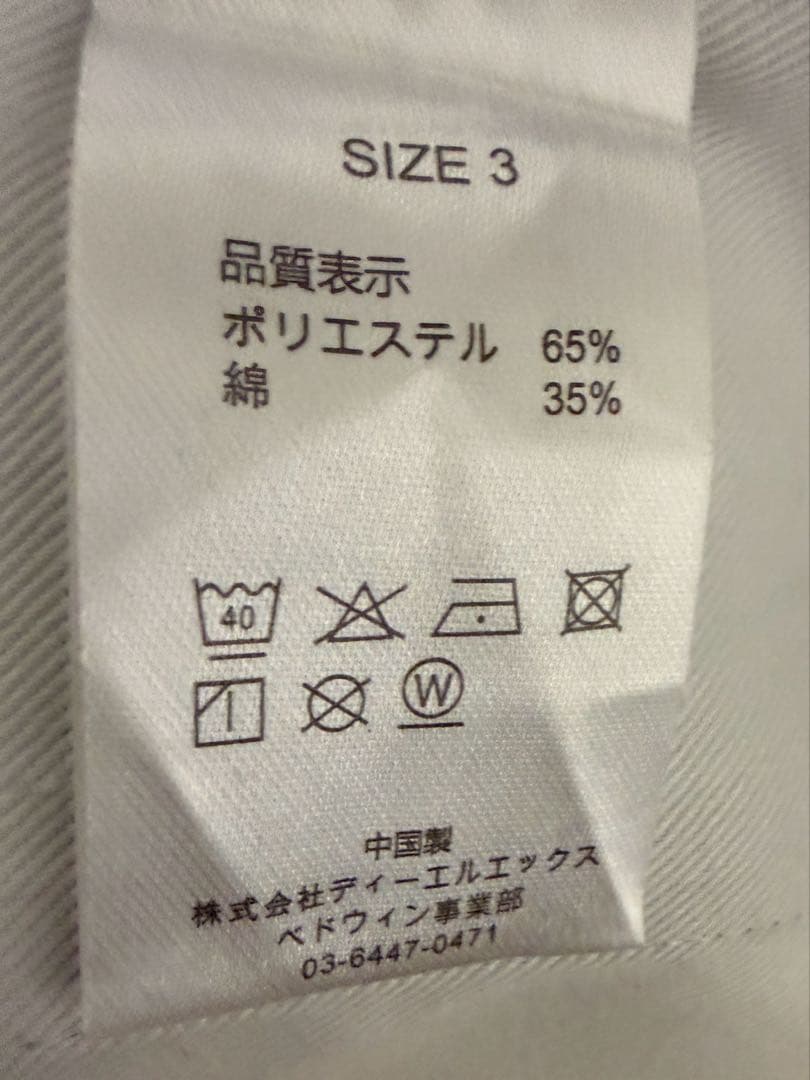 SIZE 3
品質表示
ポリエステル 65%
綿 35%
40
W
中国製
株式会社ディーエルエックス
ベドウィン事業部
03-6447-0471